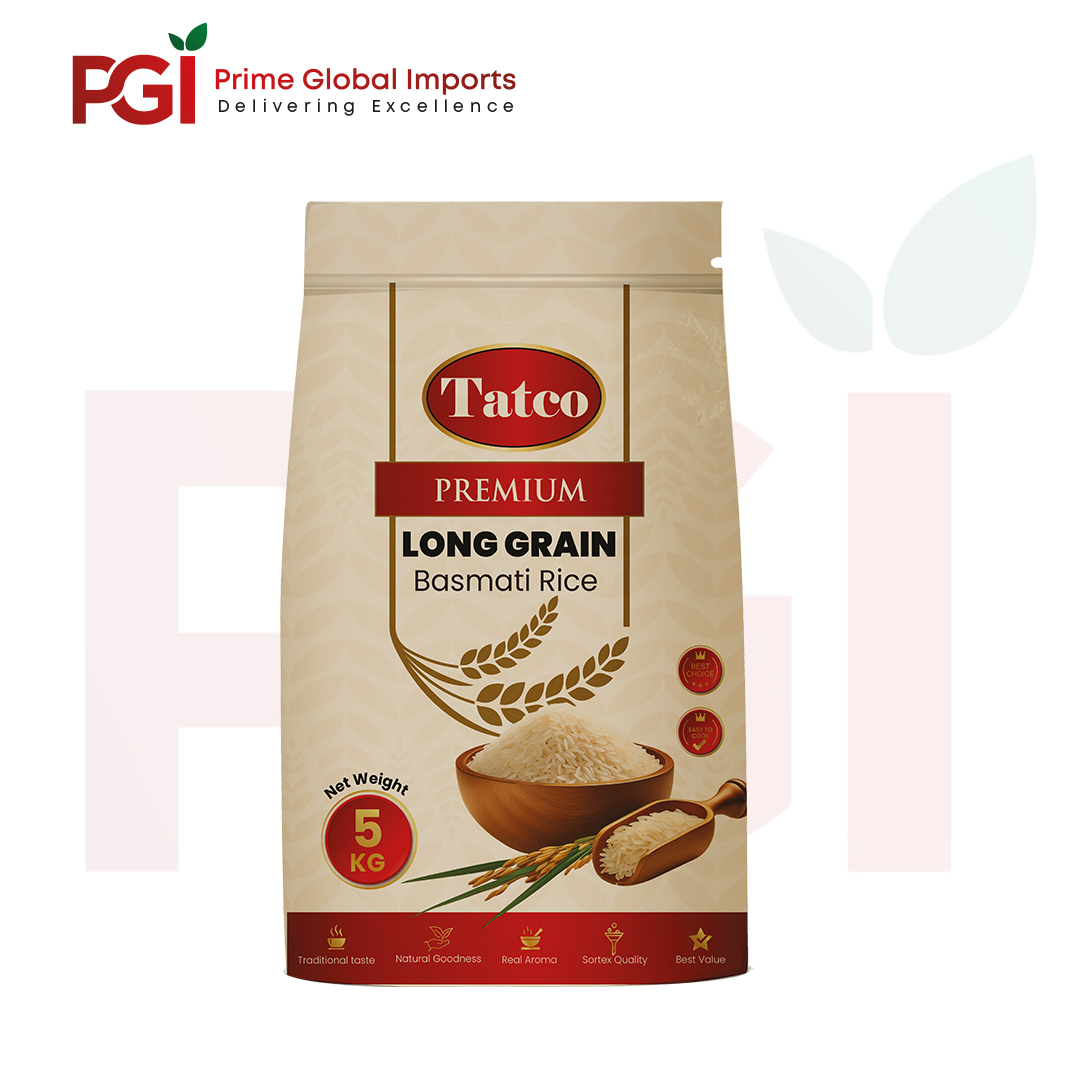 PGI
Prime Global Imports
Delivering Excellence
Tatco
PREMIUM
LONG GRAIN
Basmati Rice
BEST
CHOICE
EASY TO
COOK
Net Weight
5
KG
Traditional taste
Natural Goodness
Real Aroma
Sortex Quality
Best Value
PGI